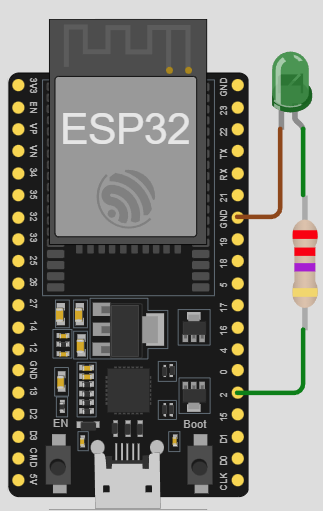 3V3
EN
VP
VN
34
35
32
33
25
26
27
14
12
GND
13
D2
D3
CMD
5V
ESP32
EN
Boot
GND
23
22
TX
RX
21
GND
19
18
5
17
16
4
0
2
15
D1
D0
CLK